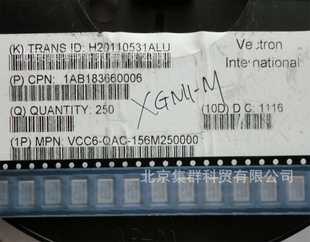 (K) TRANS ID: H20110531ALU
Vectron
International
(P) CPN: 1AB183660006
(Q) QUANTITY: 250
XGM1-M
(10D) D C: 1116
(1P) MPN: VCC6-QAC-156M250000
北京集群科贸有限公司